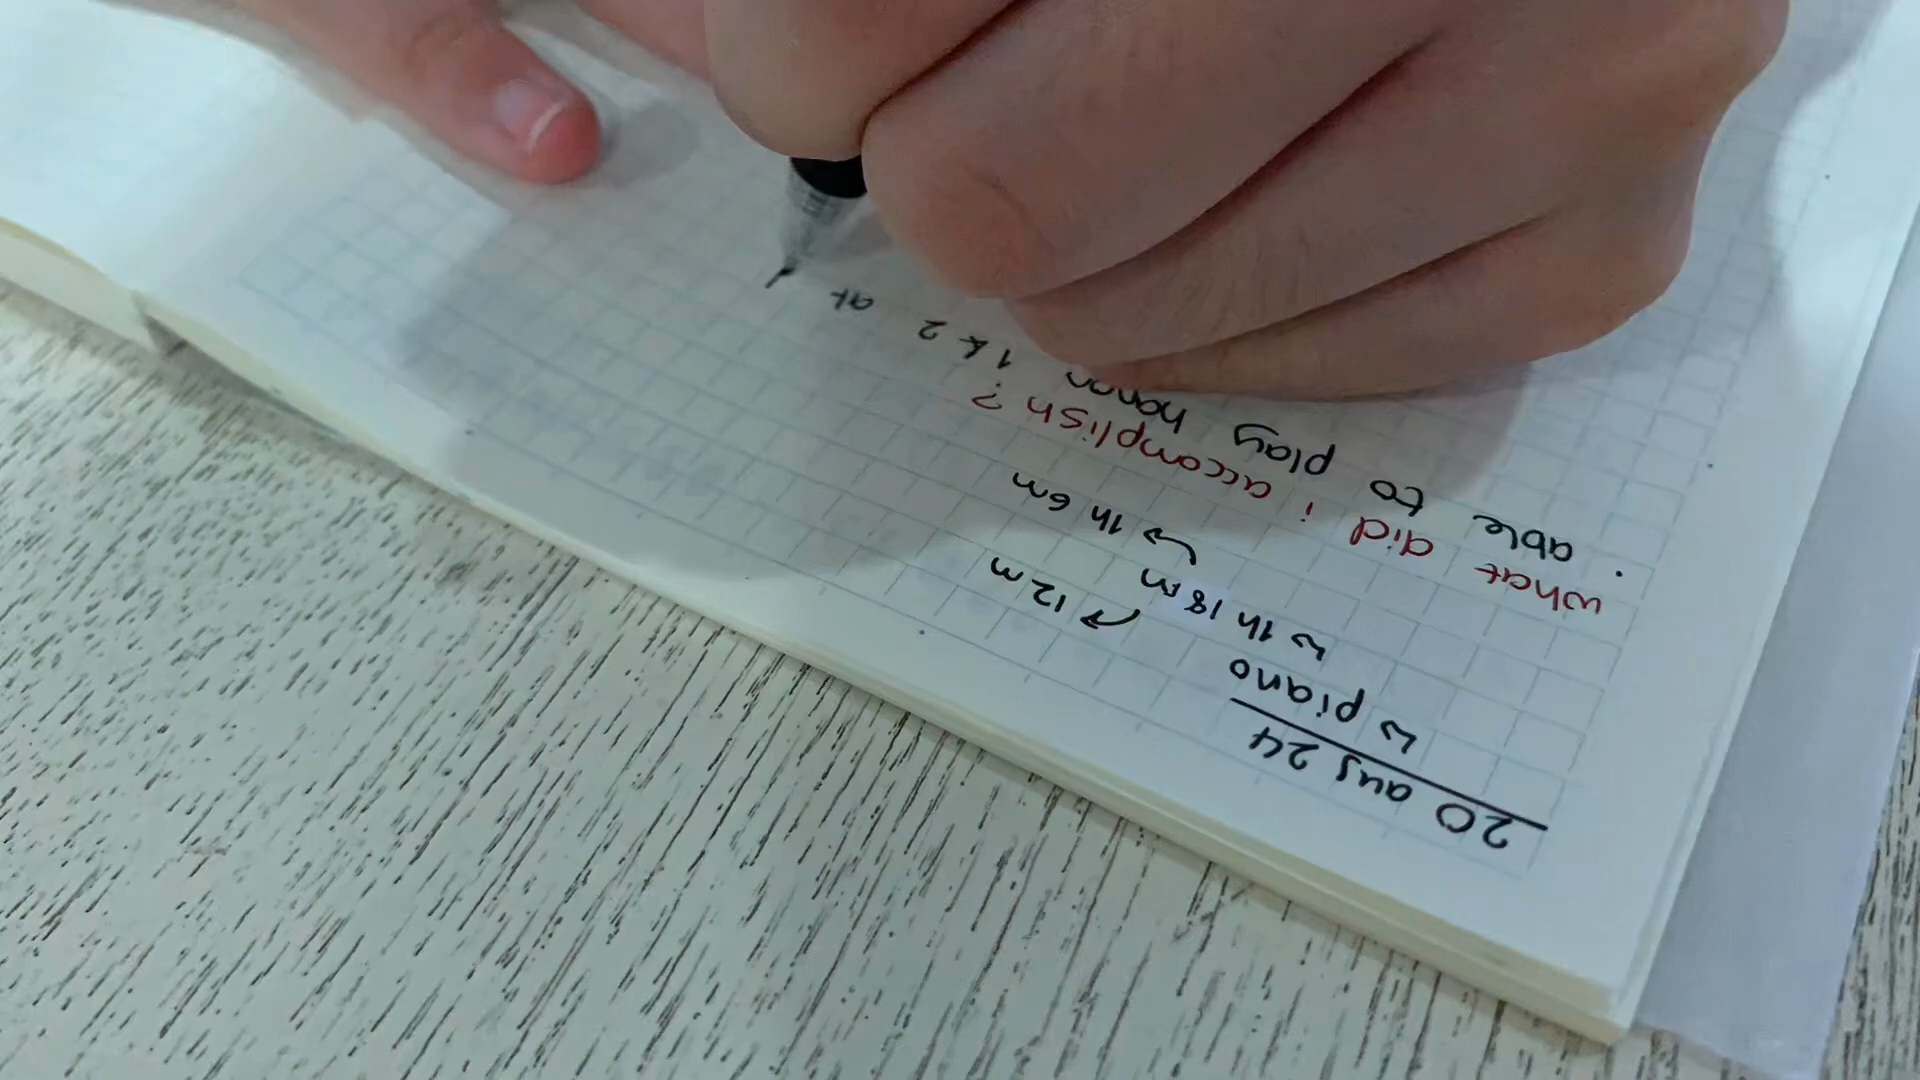 20 aug 24
↳ piano
↳ 1h 18m ↗ 12m
↳ 1h 6m
what did i accomplish?
· able to play hanon 1 & 2 at